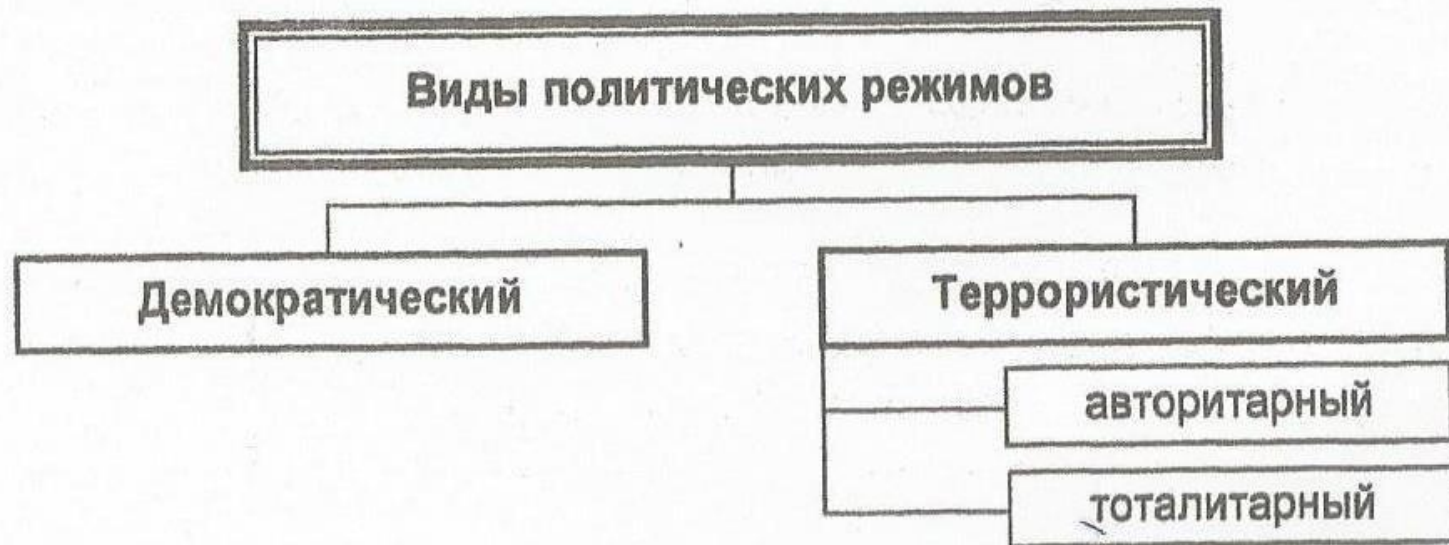 Виды политических режимов
Демократический
Террористический
авторитарный
тоталитарный